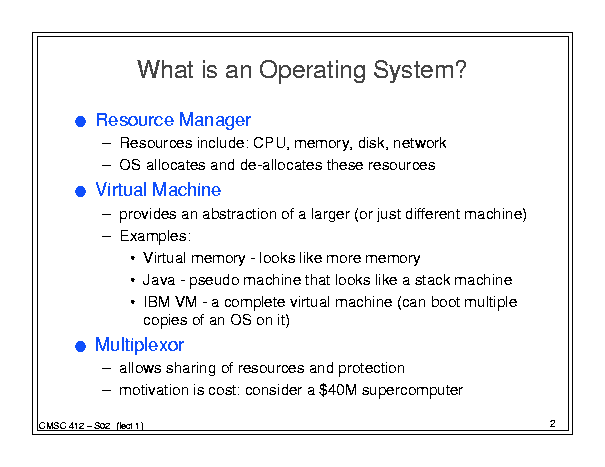 What is an Operating System?
● Resource Manager
– Resources include: CPU, memory, disk, network
– OS allocates and de-allocates these resources
● Virtual Machine
– provides an abstraction of a larger (or just different machine)
– Examples:
• Virtual memory - looks like more memory
• Java - pseudo machine that looks like a stack machine
• IBM VM - a complete virtual machine (can boot multiple
copies of an OS on it)
● Multiplexor
– allows sharing of resources and protection
– motivation is cost: consider a $40M supercomputer
CMSC 412 – S02 (lect 1)
2